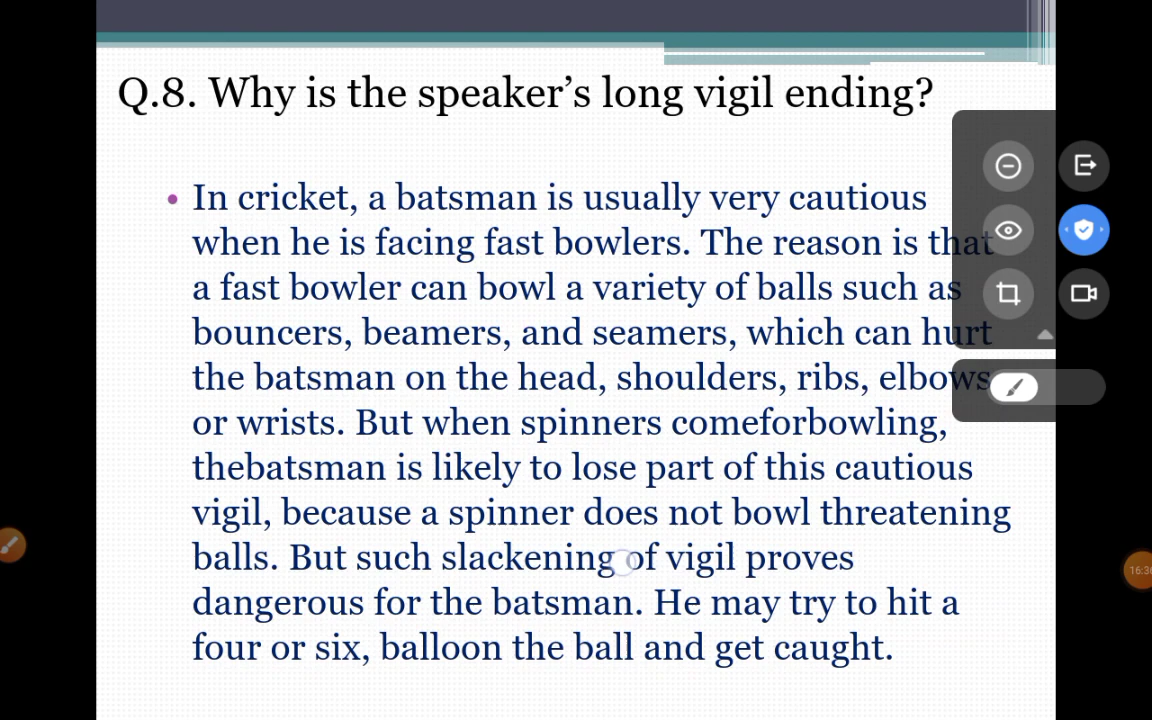 Q.8. Why is the speaker’s long vigil ending?
• In cricket, a batsman is usually very cautious
when he is facing fast bowlers. The reason is that
a fast bowler can bowl a variety of balls such as
bouncers, beamers, and seamers, which can hurt
the batsman on the head, shoulders, ribs, elbows
or wrists. But when spinners comeforbowling,
thebatsman is likely to lose part of this cautious
vigil, because a spinner does not bowl threatening
balls. But such slackening of vigil proves
dangerous for the batsman. He may try to hit a
four or six, balloon the ball and get caught.